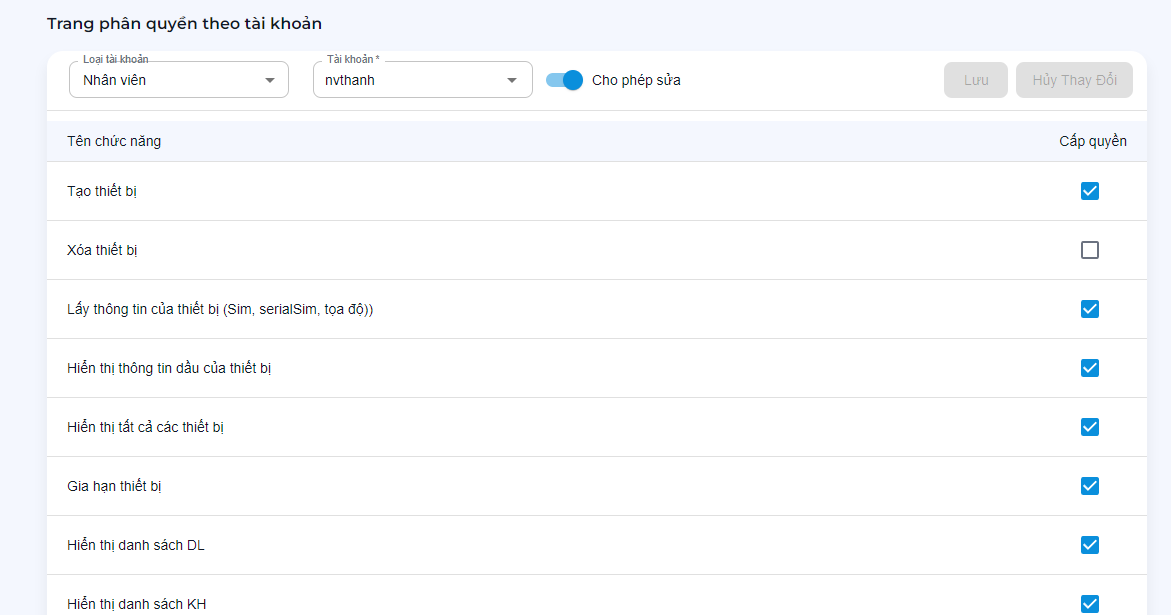 Trang phân quyền theo tài khoản
Loại tài khoản
Nhân viên
Tài khoản *
nvthanh
Cho phép sửa
Lưu
Hủy Thay Đổi
Tên chức năng
Cấp quyền
Tạo thiết bị
Xóa thiết bị
Lấy thông tin của thiết bị (Sim, serialSim, tọa độ))
Hiển thị thông tin dầu của thiết bị
Hiển thị tất cả các thiết bị
Gia hạn thiết bị
Hiển thị danh sách DL
Hiển thị danh sách KH